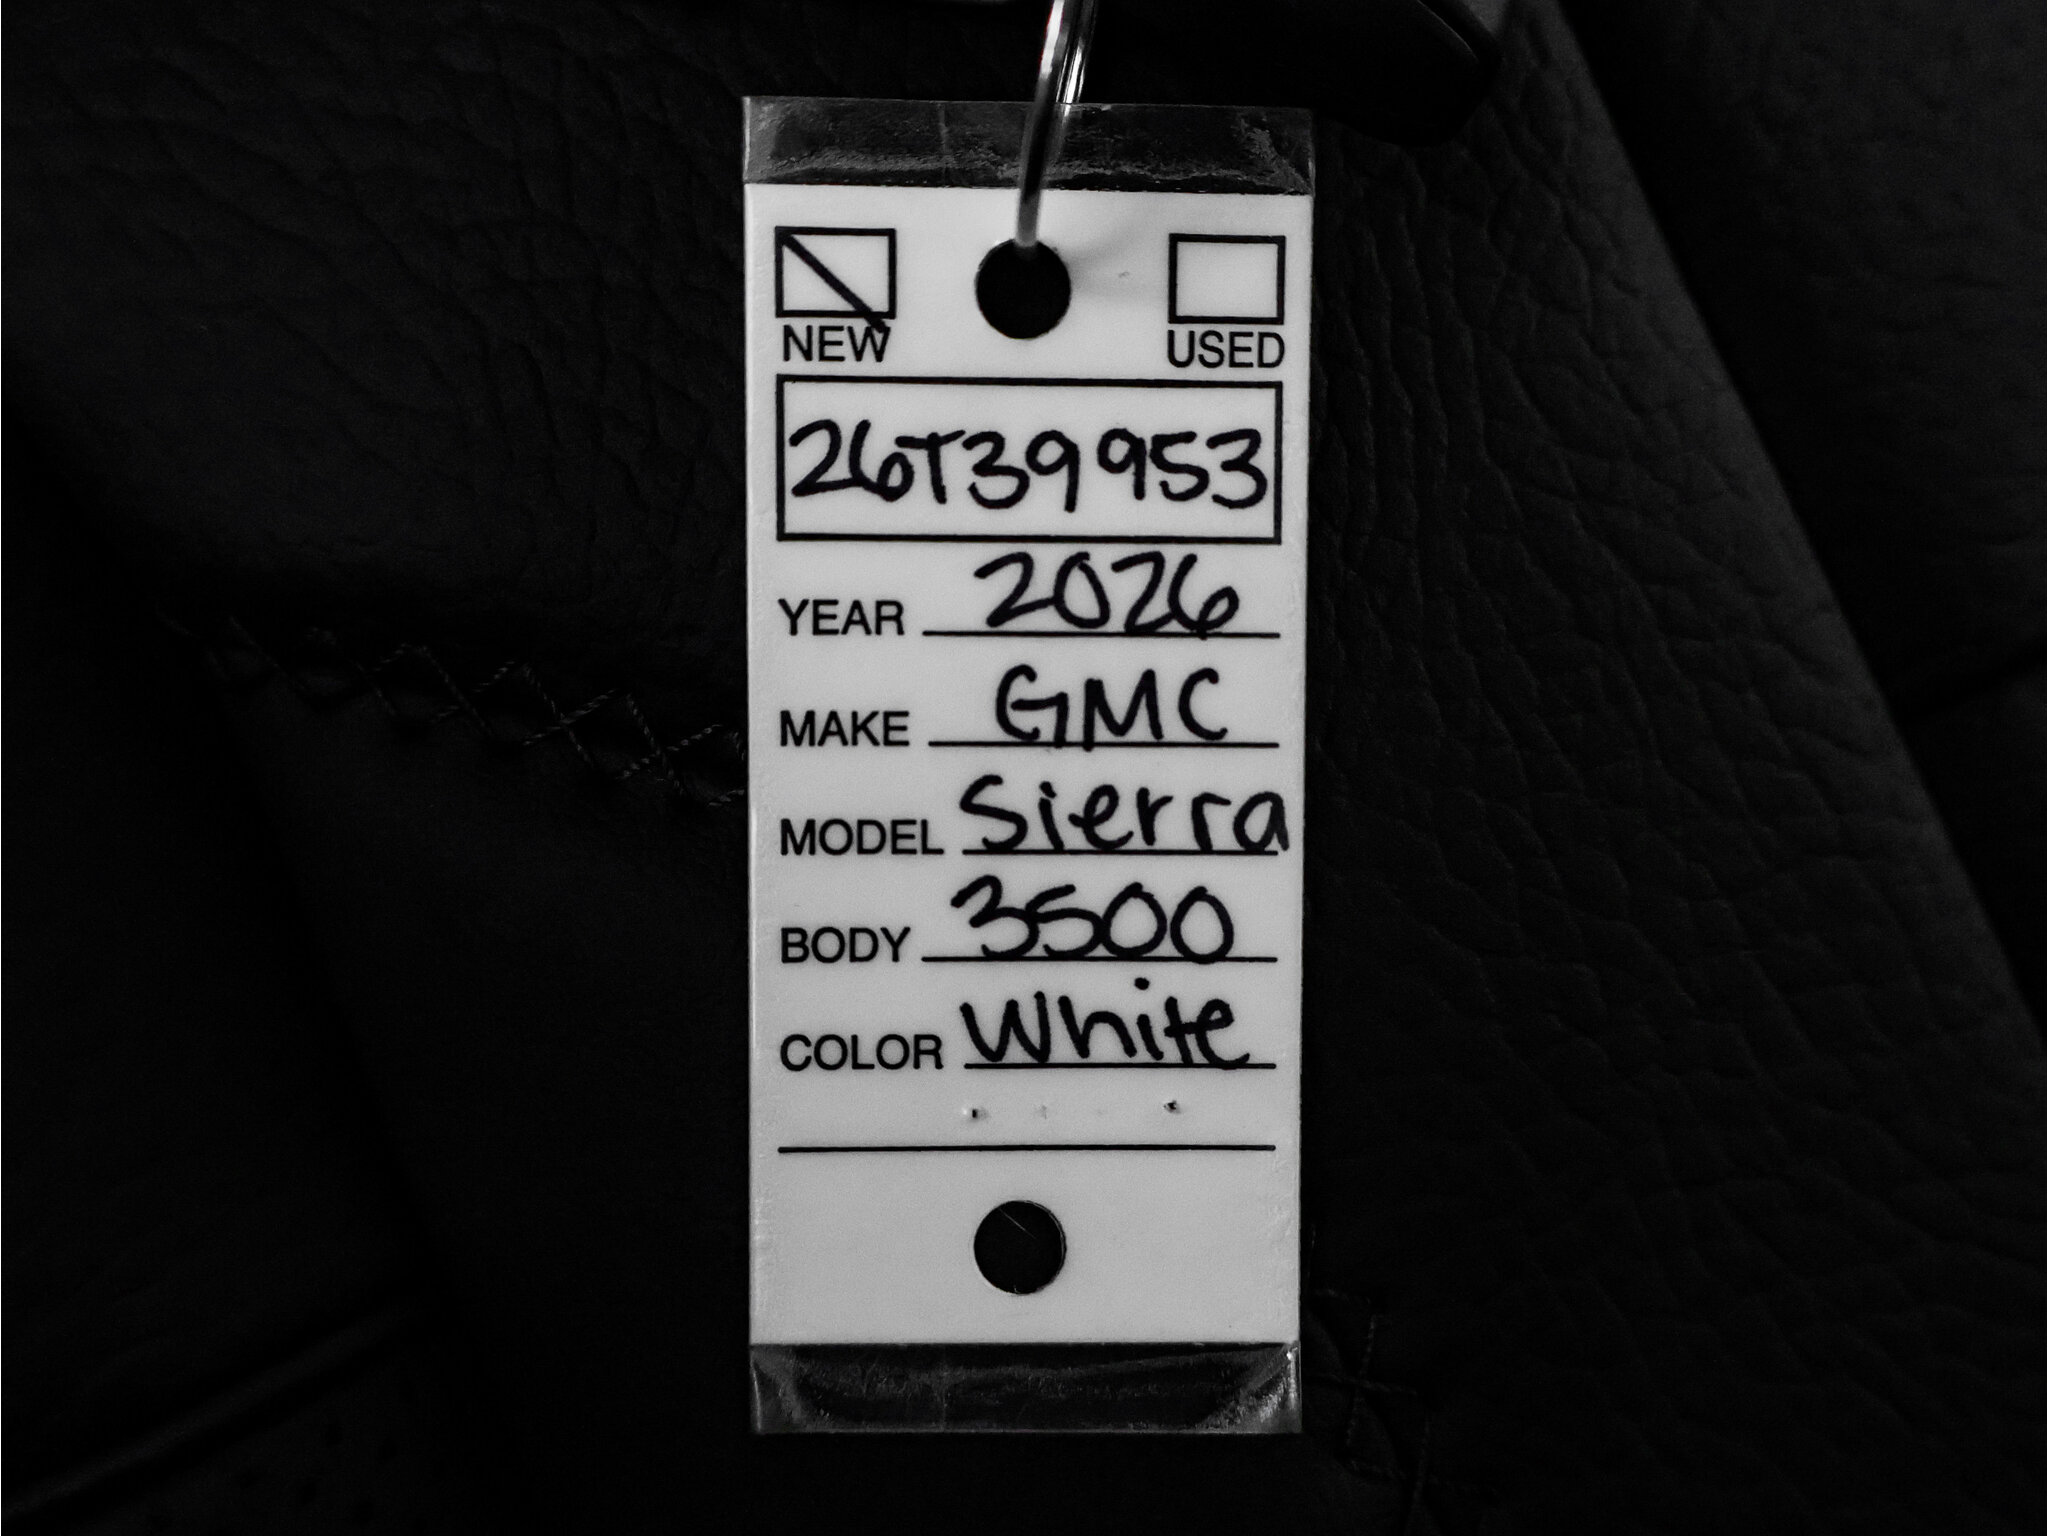 NEW USED
26T39953
YEAR 2026
MAKE GMC
MODEL Sierra
BODY 3500
COLOR White